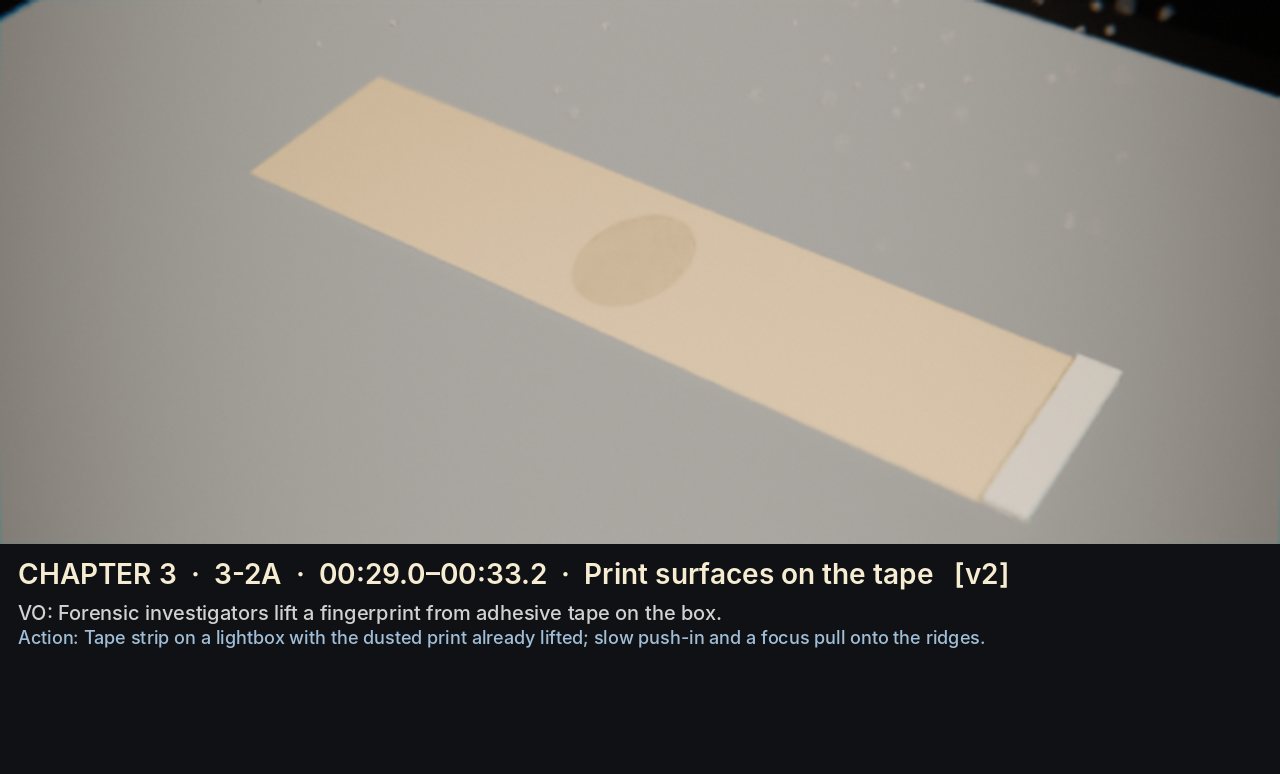 CHAPTER 3 · 3-2A · 00:29.0–00:33.2 · Print surfaces on the tape [v2]
VO: Forensic investigators lift a fingerprint from adhesive tape on the box.
Action: Tape strip on a lightbox with the dusted print already lifted; slow push-in and a focus pull onto the ridges.